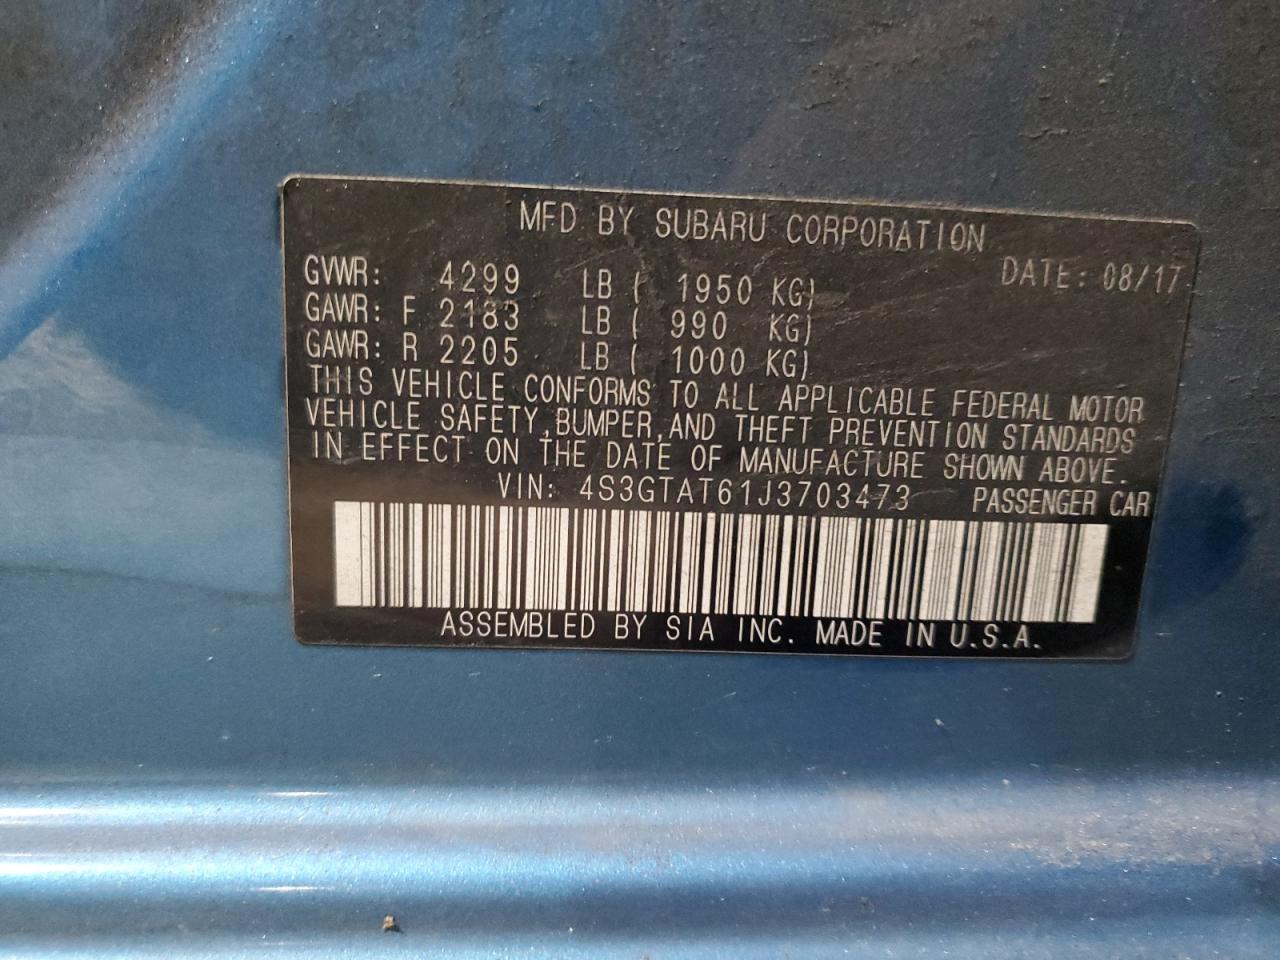 MFD BY SUBARU CORPORATION
DATE: 08/17
GVWR: 4299 LB ( 1950 KG)
GAWR: F 2183 LB ( 990 KG)
GAWR: R 2205 LB ( 1000 KG)
THIS VEHICLE CONFORMS TO ALL APPLICABLE FEDERAL MOTOR
VEHICLE SAFETY, BUMPER, AND THEFT PREVENTION STANDARDS
IN EFFECT ON THE DATE OF MANUFACTURE SHOWN ABOVE.
VIN: 4S3GTAT61J3703473 PASSENGER CAR
ASSEMBLED BY SIA INC. MADE IN U.S.A.